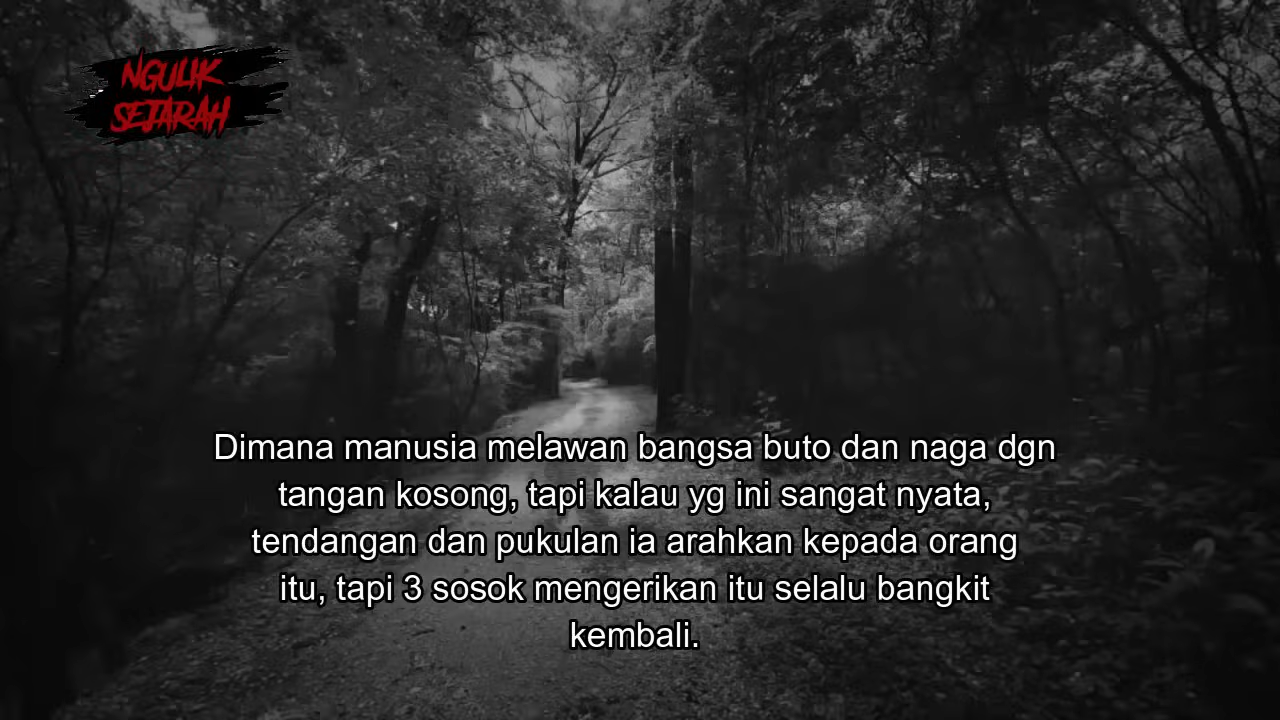 NGULIK
SEJARAH
Dimana manusia melawan bangsa buto dan naga dgn
tangan kosong, tapi kalau yg ini sangat nyata,
tendangan dan pukulan ia arahkan kepada orang
itu, tapi 3 sosok mengerikan itu selalu bangkit
kembali.